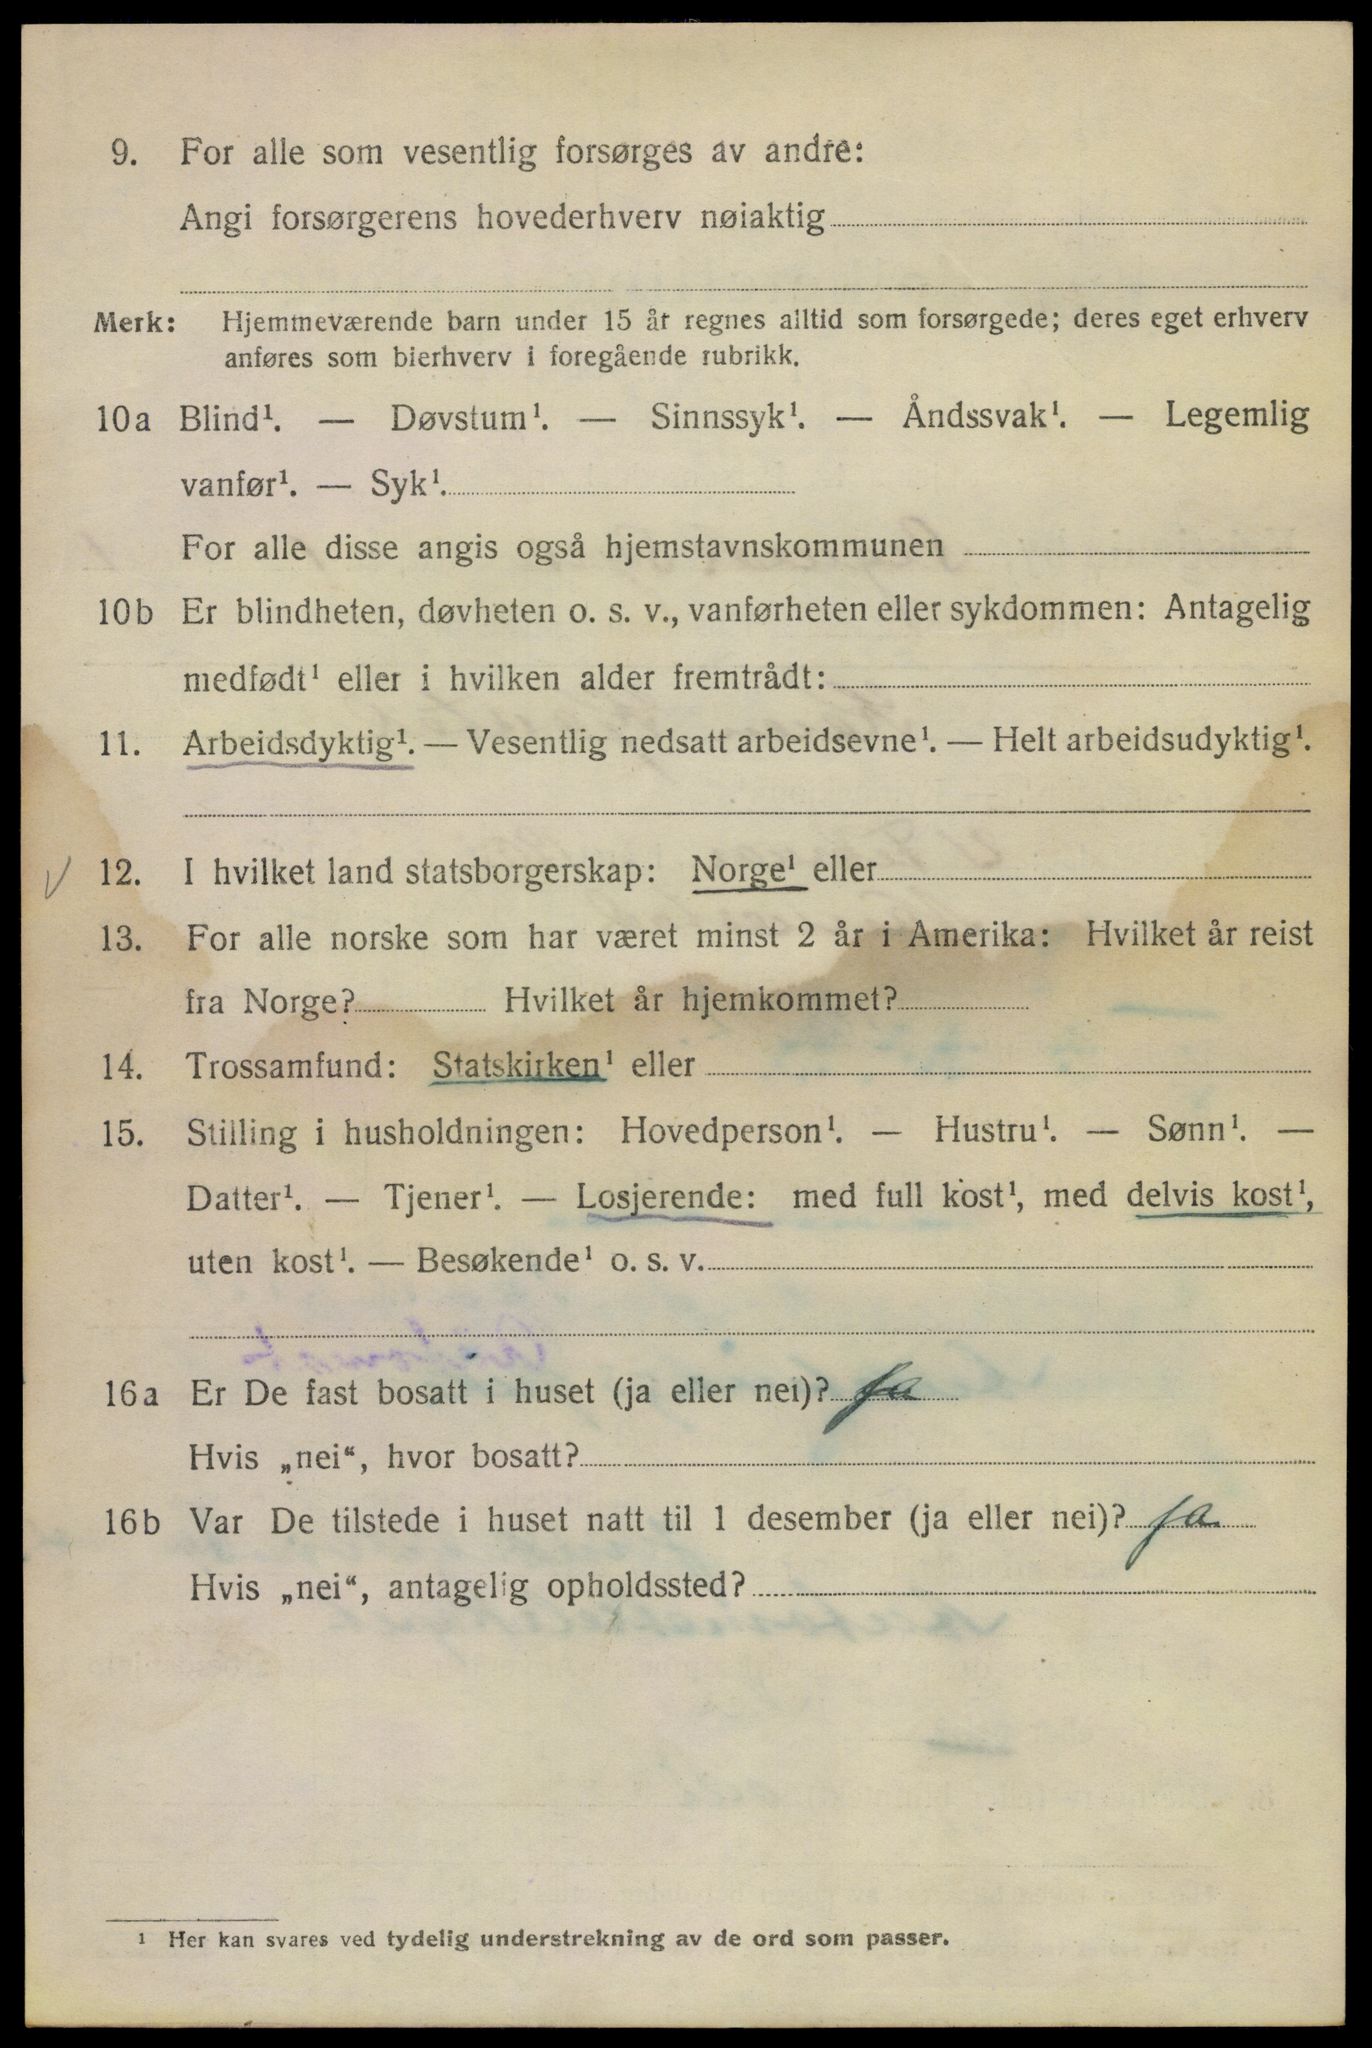 9. For alle som vesentlig forsørges av andre:
Angi forsørgerens hovederhverv nøiaktig
Merk: Hjemmeværende barn under 15 år regnes alltid som forsørgede; deres eget erhverv
anføres som bierhverv i foregående rubrikk.
10a Blind¹. — Døvstum¹. — Sinnssyk¹. — Åndssvak¹. — Legemlig
vanfør¹. — Syk¹.
For alle disse angis også hjemstavnskommunen
10b Er blindheten, døvheten o. s. v., vanførheten eller sykdommen: Antagelig
medfødt¹ eller i hvilken alder fremtrådt:
11. Arbeidsdyktig¹. — Vesentlig nedsatt arbeidsevne¹. — Helt arbeidsudyktig¹.
12. I hvilket land statsborgerskap: Norge¹ eller
13. For alle norske som har været minst 2 år i Amerika: Hvilket år reist
fra Norge? Hvilket år hjemkommet?
14. Trossamfund: Statskirken¹ eller
15. Stilling i husholdningen: Hovedperson¹. — Hustru¹. — Sønn¹. —
Datter¹. — Tjener¹. — Losjerende: med full kost¹, med delvis kost¹,
uten kost¹. — Besøkende¹ o. s. v.
16a Er De fast bosatt i huset (ja eller nei)? ja
Hvis „nei“, hvor bosatt?
16b Var De tilstede i huset natt til 1 desember (ja eller nei)? ja
Hvis „nei“, antagelig opholdssted?
¹ Her kan svares ved tydelig understrekning av de ord som passer.